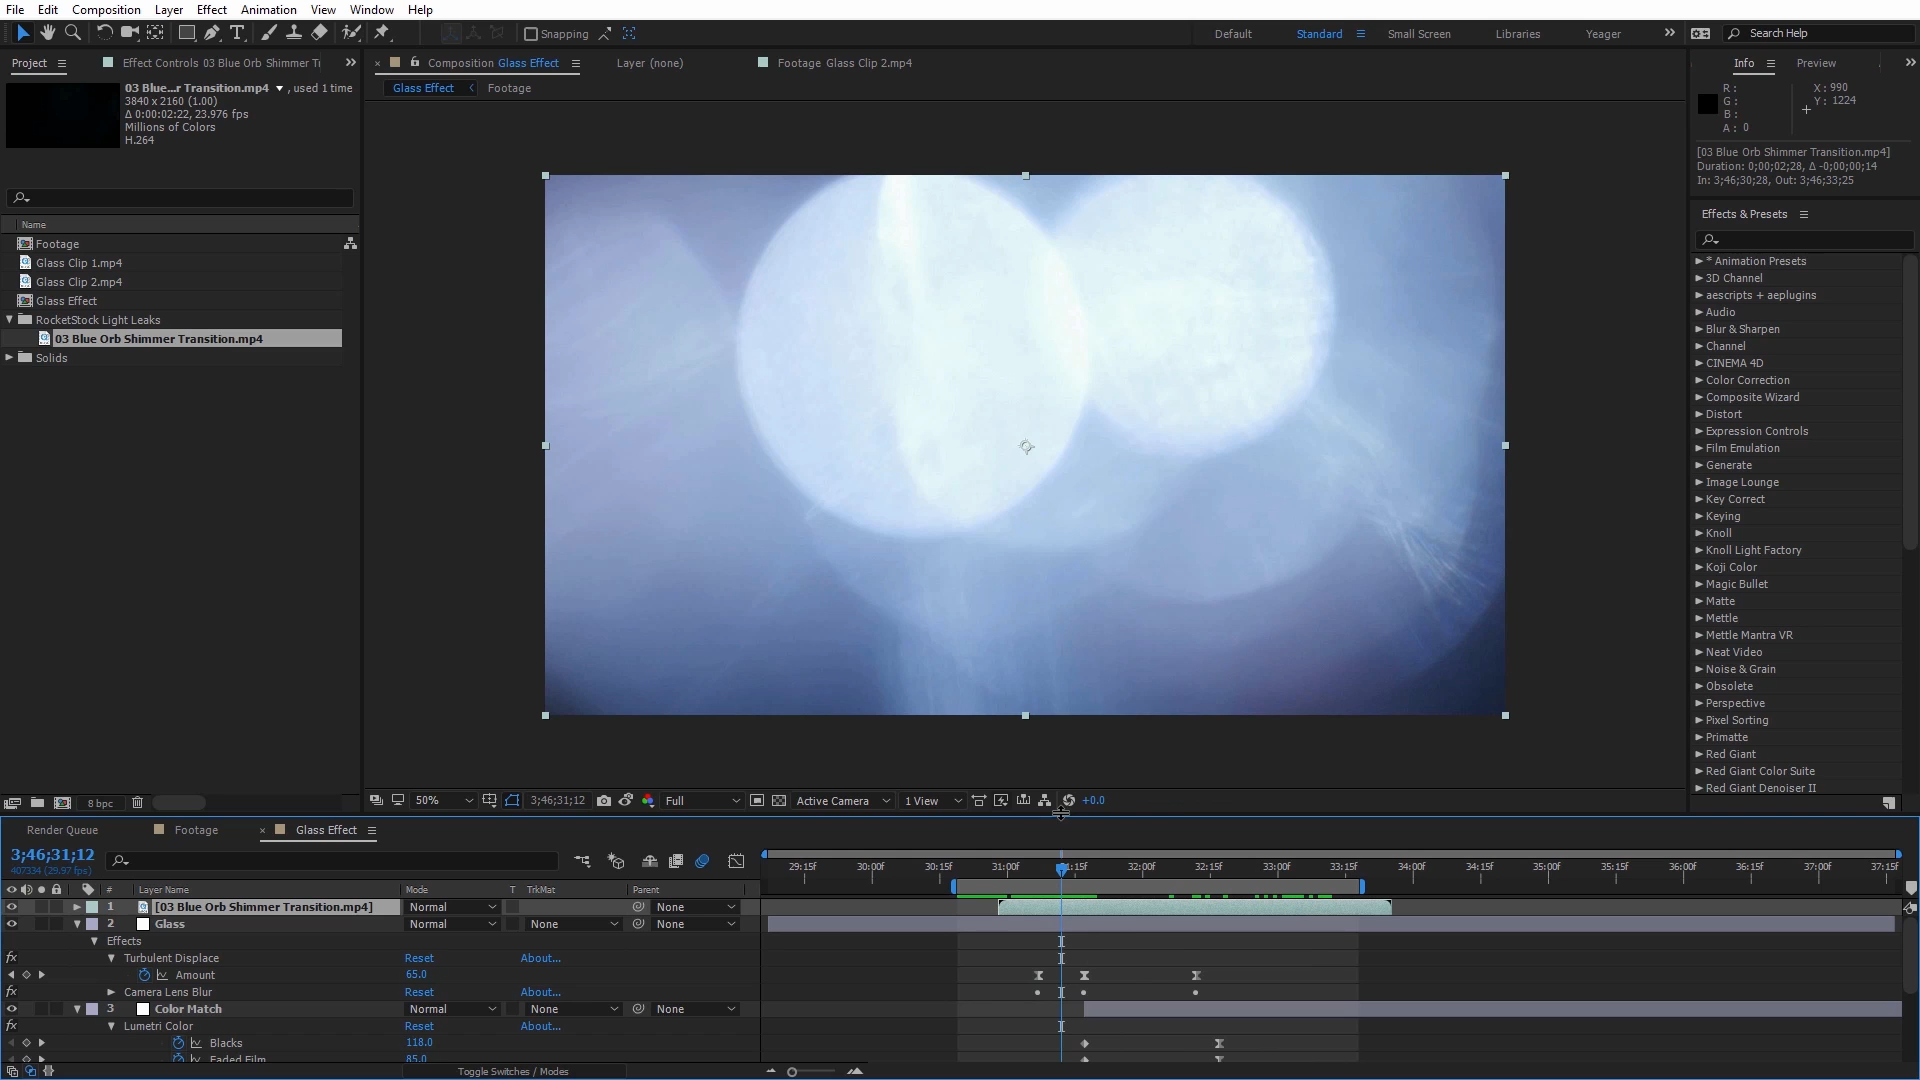 File Edit Composition Layer Effect Animation View Window Help
Snapping
Default Standard Small Screen Libraries Yeager Search Help
Project Effect Controls 03 Blue Orb Shimmer Tr
Composition Glass Effect Layer (none) Footage Glass Clip 2.mp4
Info Preview
Glass Effect Footage
03 Blue...r Transition.mp4 , used 1 time
3840 x 2160 (1.00)
Δ 0:00:02:22, 23.976 fps
Millions of Colors
H.264
R :
G :
B :
A : 0
X : 990
Y : 1224
[03 Blue Orb Shimmer Transition.mp4]
Duration: 0;00;02;28, Δ -0;00;00;14
In: 3;46;30;28, Out: 3;46;33;25
Name
Footage
Glass Clip 1.mp4
Glass Clip 2.mp4
Glass Effect
RocketStock Light Leaks
03 Blue Orb Shimmer Transition.mp4
Solids
Effects & Presets
* Animation Presets
3D Channel
aescripts + aeplugins
Audio
Blur & Sharpen
Channel
CINEMA 4D
Color Correction
Composite Wizard
Distort
Expression Controls
Film Emulation
Generate
Image Lounge
Key Correct
Keying
Knoll
Knoll Light Factory
Koji Color
Magic Bullet
Matte
Mettle
Mettle Mantra VR
Neat Video
Noise & Grain
Obsolete
Perspective
Pixel Sorting
Primatte
Red Giant
Red Giant Color Suite
Red Giant Denoiser II
8 bpc
50% 3;46;31;12 Full Active Camera 1 View +0.0
Render Queue Footage Glass Effect
3;46;31;12
407334 (29.97 fps)
29:15f 30:00f 30:15f 31:00f 31:15f 32:00f 32:15f 33:00f 33:15f 34:00f 34:15f 35:00f 35:15f 36:00f 36:15f 37:00f 37:15f
# Layer Name Mode T TrkMat Parent
1 [03 Blue Orb Shimmer Transition.mp4] Normal None
2 Glass Normal None None
Effects
fx Turbulent Displace Reset About...
Amount 65.0
fx Camera Lens Blur Reset About...
3 Color Match Normal None None
fx Lumetri Color Reset About...
Blacks 118.0
Faded Film 85.0
Toggle Switches / Modes